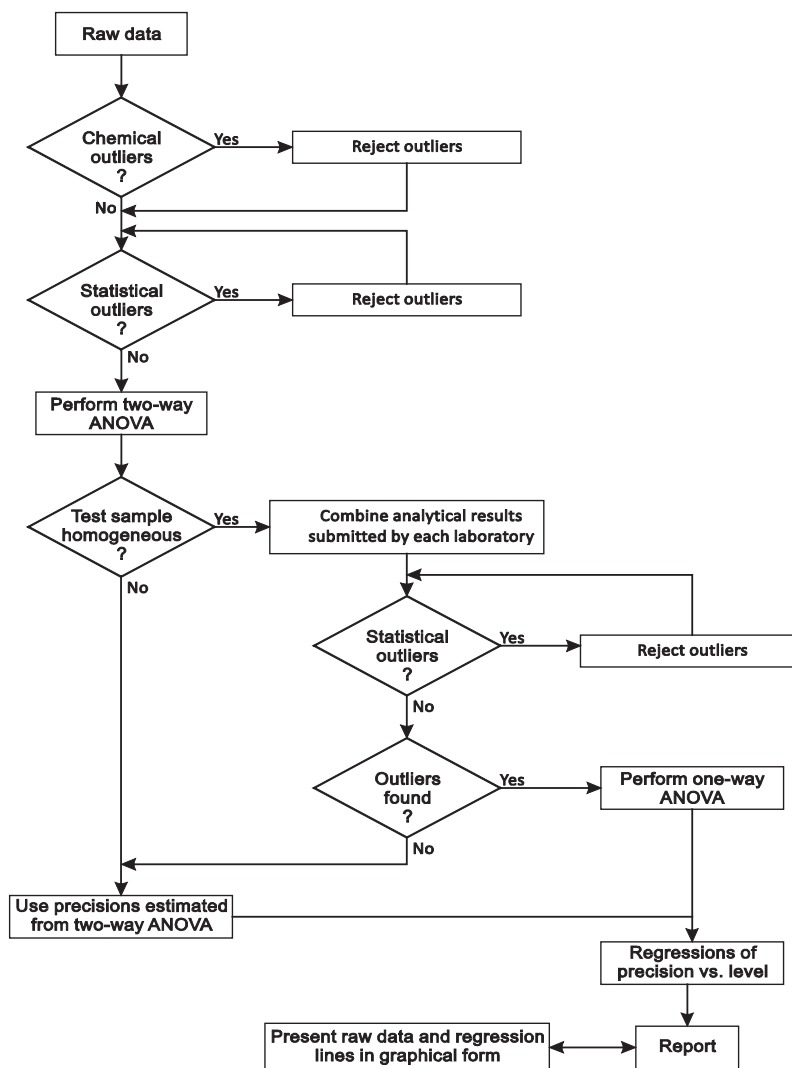 Raw data
Chemical
outliers
?
Yes
Reject outliers
No
Statistical
outliers
?
Yes
Reject outliers
No
Perform two-way
ANOVA
Test sample
homogeneous
?
Yes
Combine analytical results
submitted by each laboratory
No
Statistical
outliers
?
Yes
Reject outliers
No
Outliers
found
?
Yes
Perform one-way
ANOVA
No
Use precisions estimated
from two-way ANOVA
Regressions of
precision vs. level
Present raw data and regression
lines in graphical form
Report